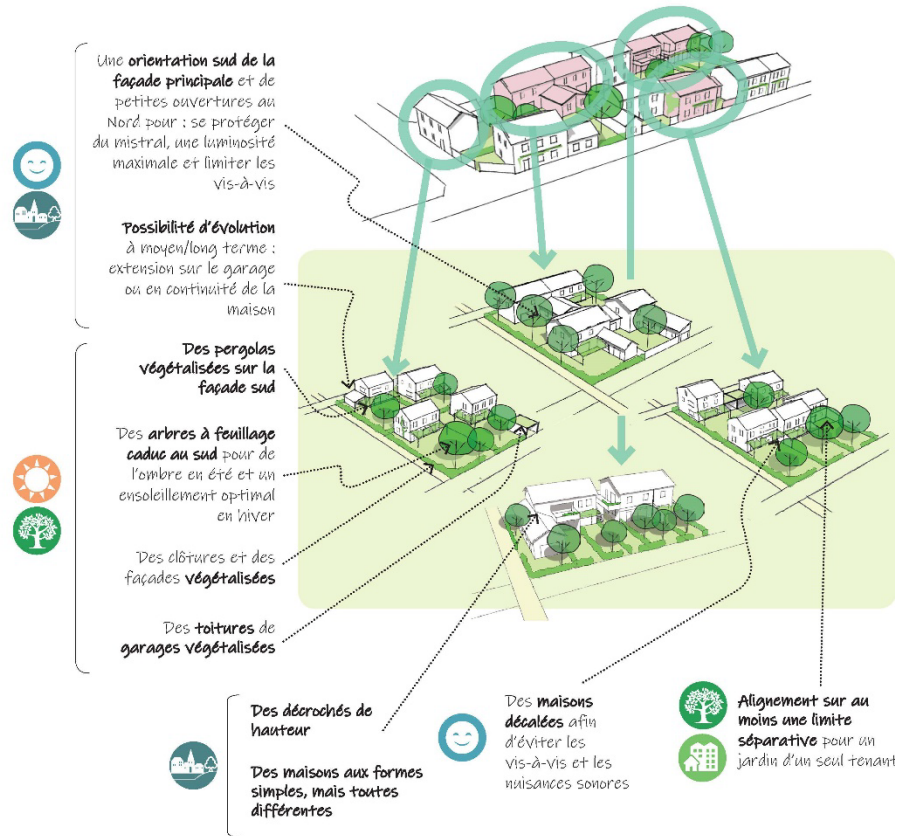 Une orientation sud de la
façade principale et de
petites ouvertures au
Nord pour : se protéger
du mistral, une luminosité
maximale et limiter les
vis-à-vis
Possibilité d'évolution
à moyen/long terme :
extension sur le garage
ou en continuité de la
maison
Des pergolas
végétalisées sur la
façade sud
Des arbres à feuillage
caduc au sud pour de
l'ombre en été et un
ensoleillement optimal
en hiver
Des clôtures et des
façades végétalisées
Des toitures de
garages végétalisées
Des décrochés de
hauteur
Des maisons aux formes
simples, mais toutes
différentes
Des maisons
décalées afin
d'éviter les
vis-à-vis et les
nuisances sonores
Alignement sur au
moins une limite
séparative pour un
jardin d'un seul tenant